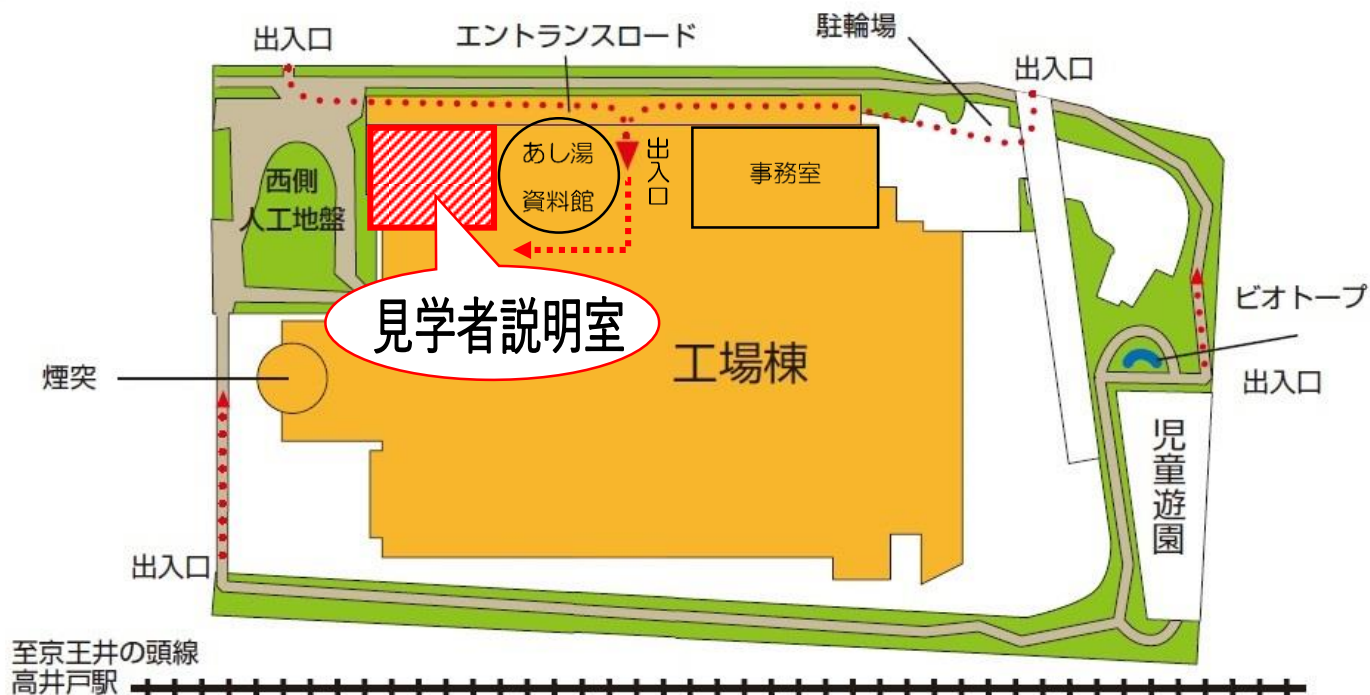 出入口
エントランスロード
駐輪場
出入口
あし湯
資料館
出入口
事務室
西側
人工地盤
見学者説明室
工場棟
ビオトープ
煙突
出入口
児童遊園
出入口
至京王井の頭線
高井戸駅